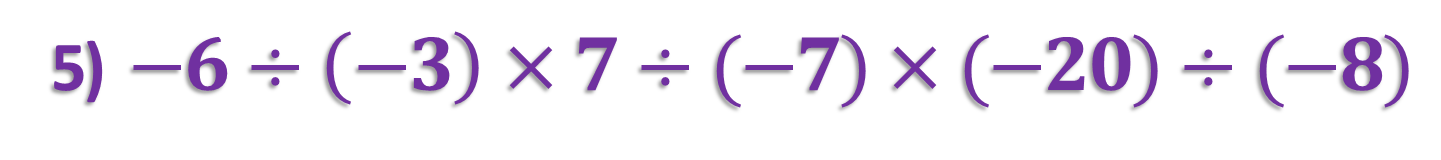 5) −6 ÷ (−3) × 7 ÷ (−7) × (−20) ÷ (−8)